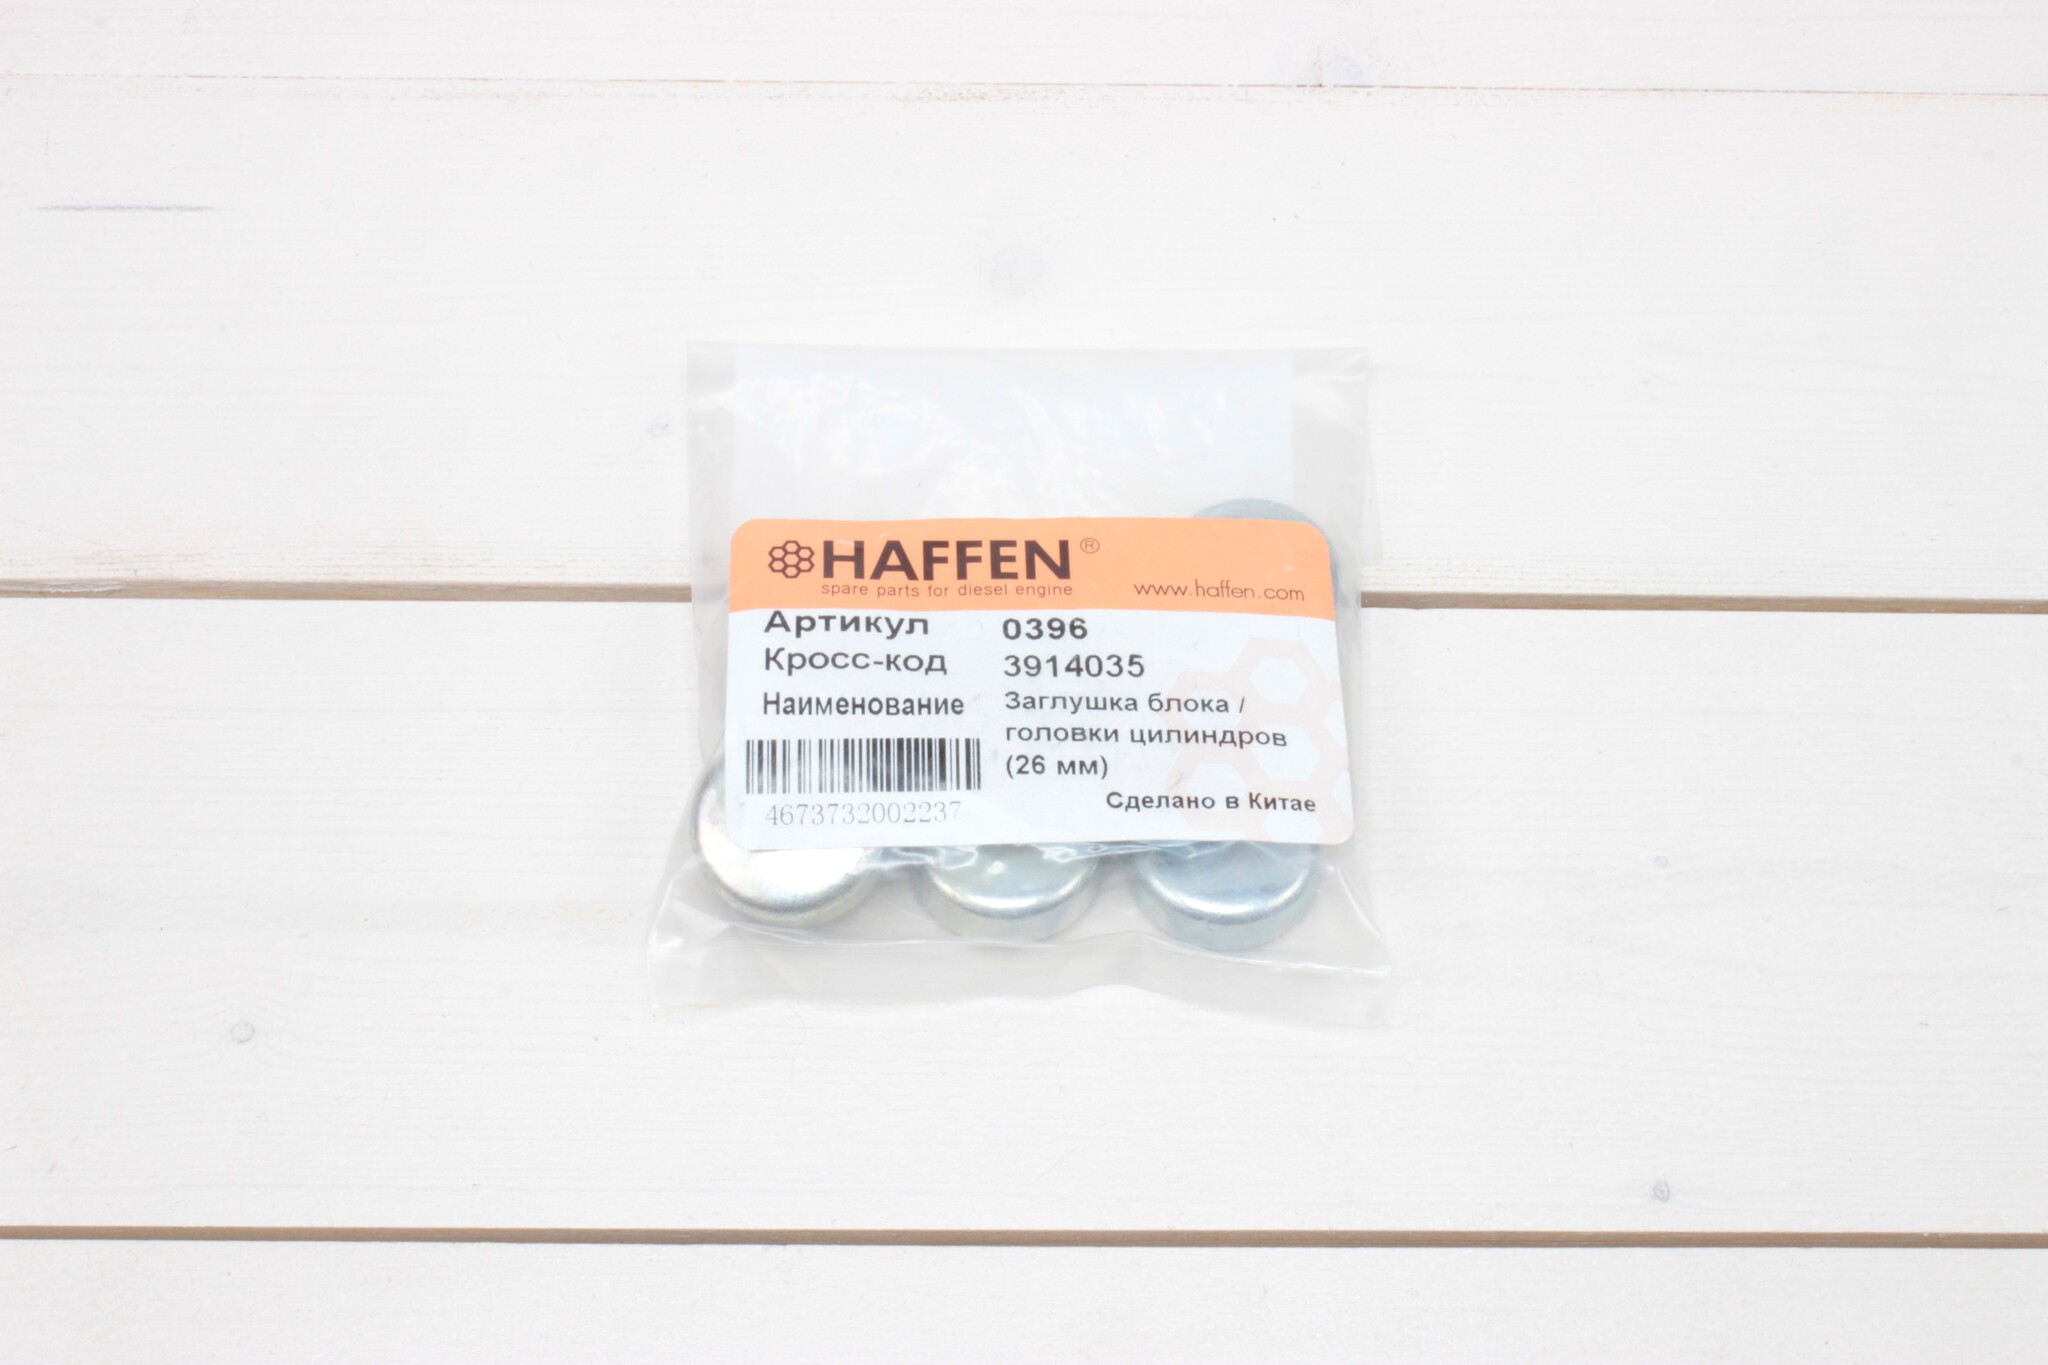 HAFFEN®
spare parts for diesel engine
www.haffen.com
Артикул 0396
Кросс-код 3914035
Наименование Заглушка блока /
головки цилиндров
(26 мм)
4673732002237
Сделано в Китае